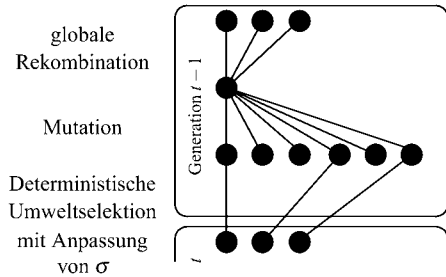 globale
Rekombination
Mutation
Deterministische
Umweltselektion
mit Anpassung
von σ
Generation t − 1
t